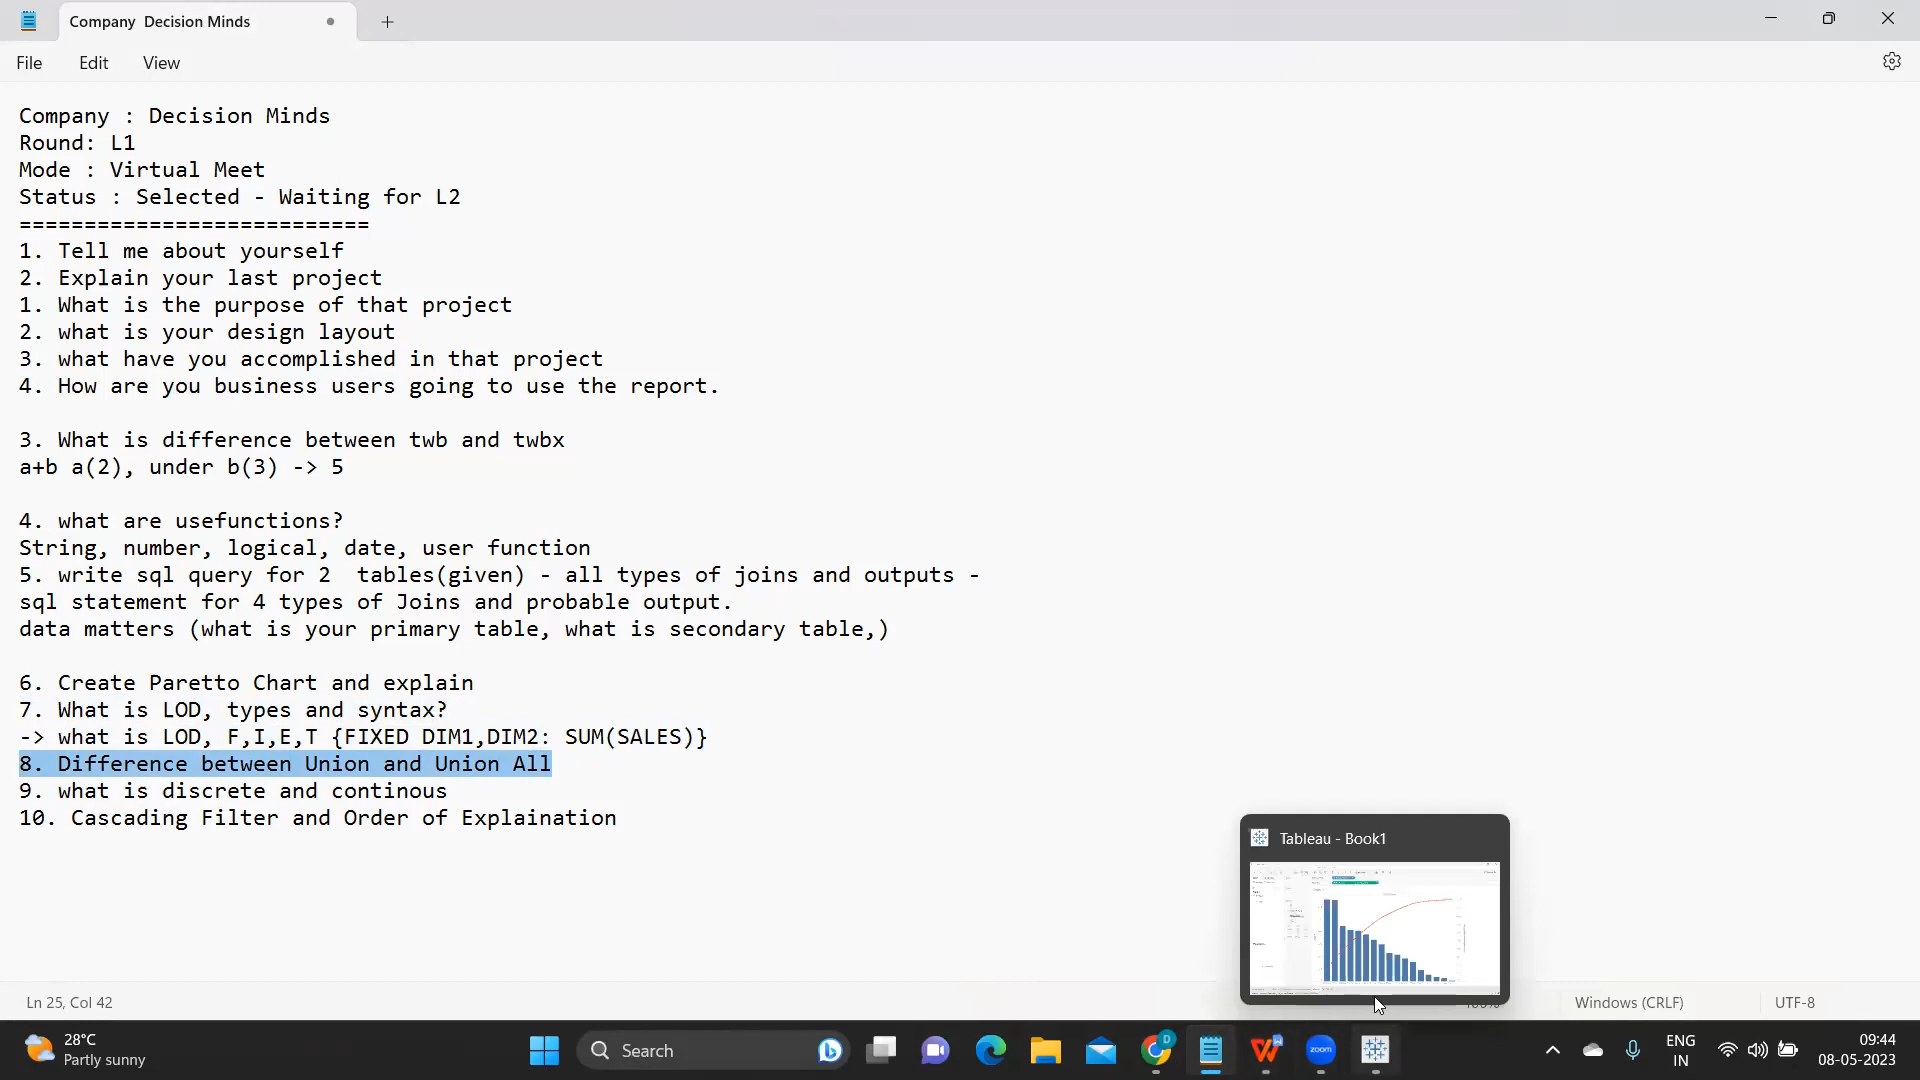 Company  Decision Minds
File Edit View
Company : Decision Minds
Round: L1
Mode : Virtual Meet
Status : Selected - Waiting for L2
===========================
1. Tell me about yourself
2. Explain your last project
1. What is the purpose of that project
2. what is your design layout
3. what have you accomplished in that project
4. How are you business users going to use the report.
3. What is difference between twb and twbx
a+b a(2), under b(3) -> 5
4. what are usefunctions?
String, number, logical, date, user function
5. write sql query for 2  tables(given) - all types of joins and outputs -
sql statement for 4 types of Joins and probable output.
data matters (what is your primary table, what is secondary table,)
6. Create Paretto Chart and explain
7. What is LOD, types and syntax?
-> what is LOD, F,I,E,T {FIXED DIM1,DIM2: SUM(SALES)}
8. Difference between Union and Union All
9. what is discrete and continous
10. Cascading Filter and Order of Explaination
Tableau - Book1
Ln 25, Col 42
Windows (CRLF)
UTF-8
28°C
Partly sunny
Search
zoom
ENG
IN
09:44
08-05-2023